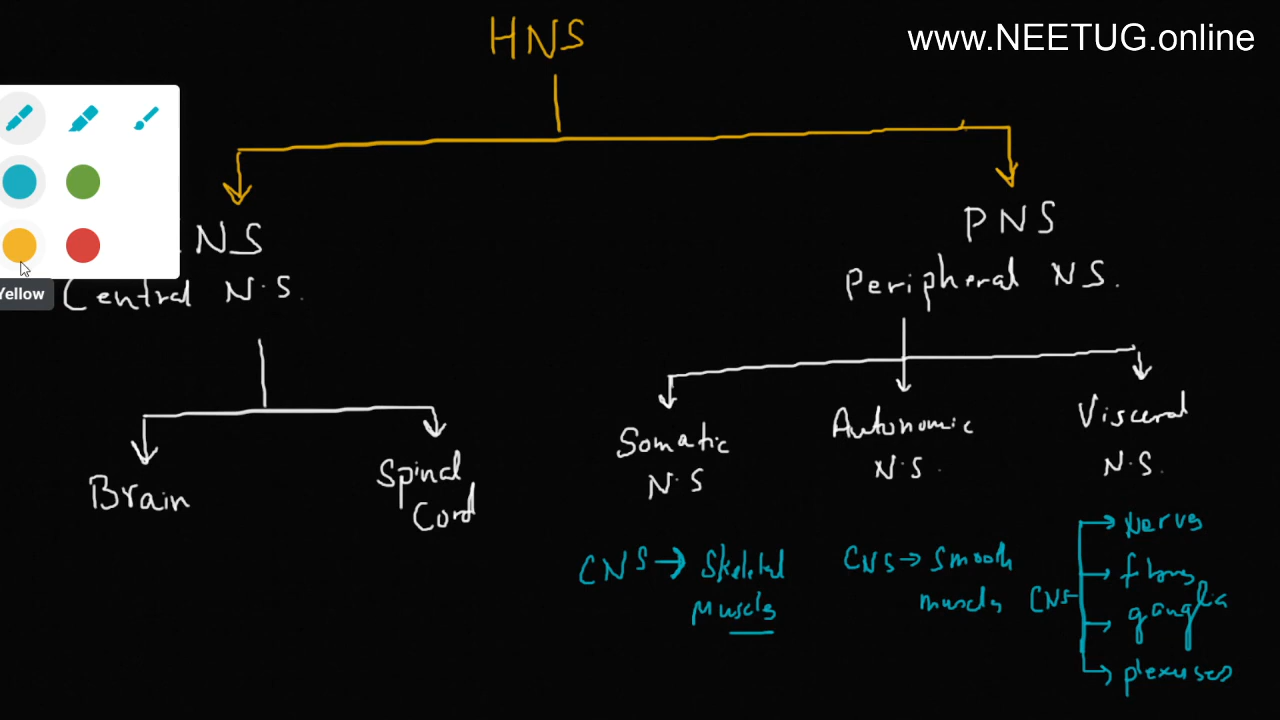 HNS
www.NEETUG.online
NS
Central N.S.
Yellow
PNS
Peripheral NS.
Brain
Spinal
Cord
Somatic
N.S
Autonomic
N.S.
Visceral
N.S.
CNS → Skeletal
Muscles
CNS → Smooth
muscles
CNS
Nerves
fibres
ganglia
plexuses